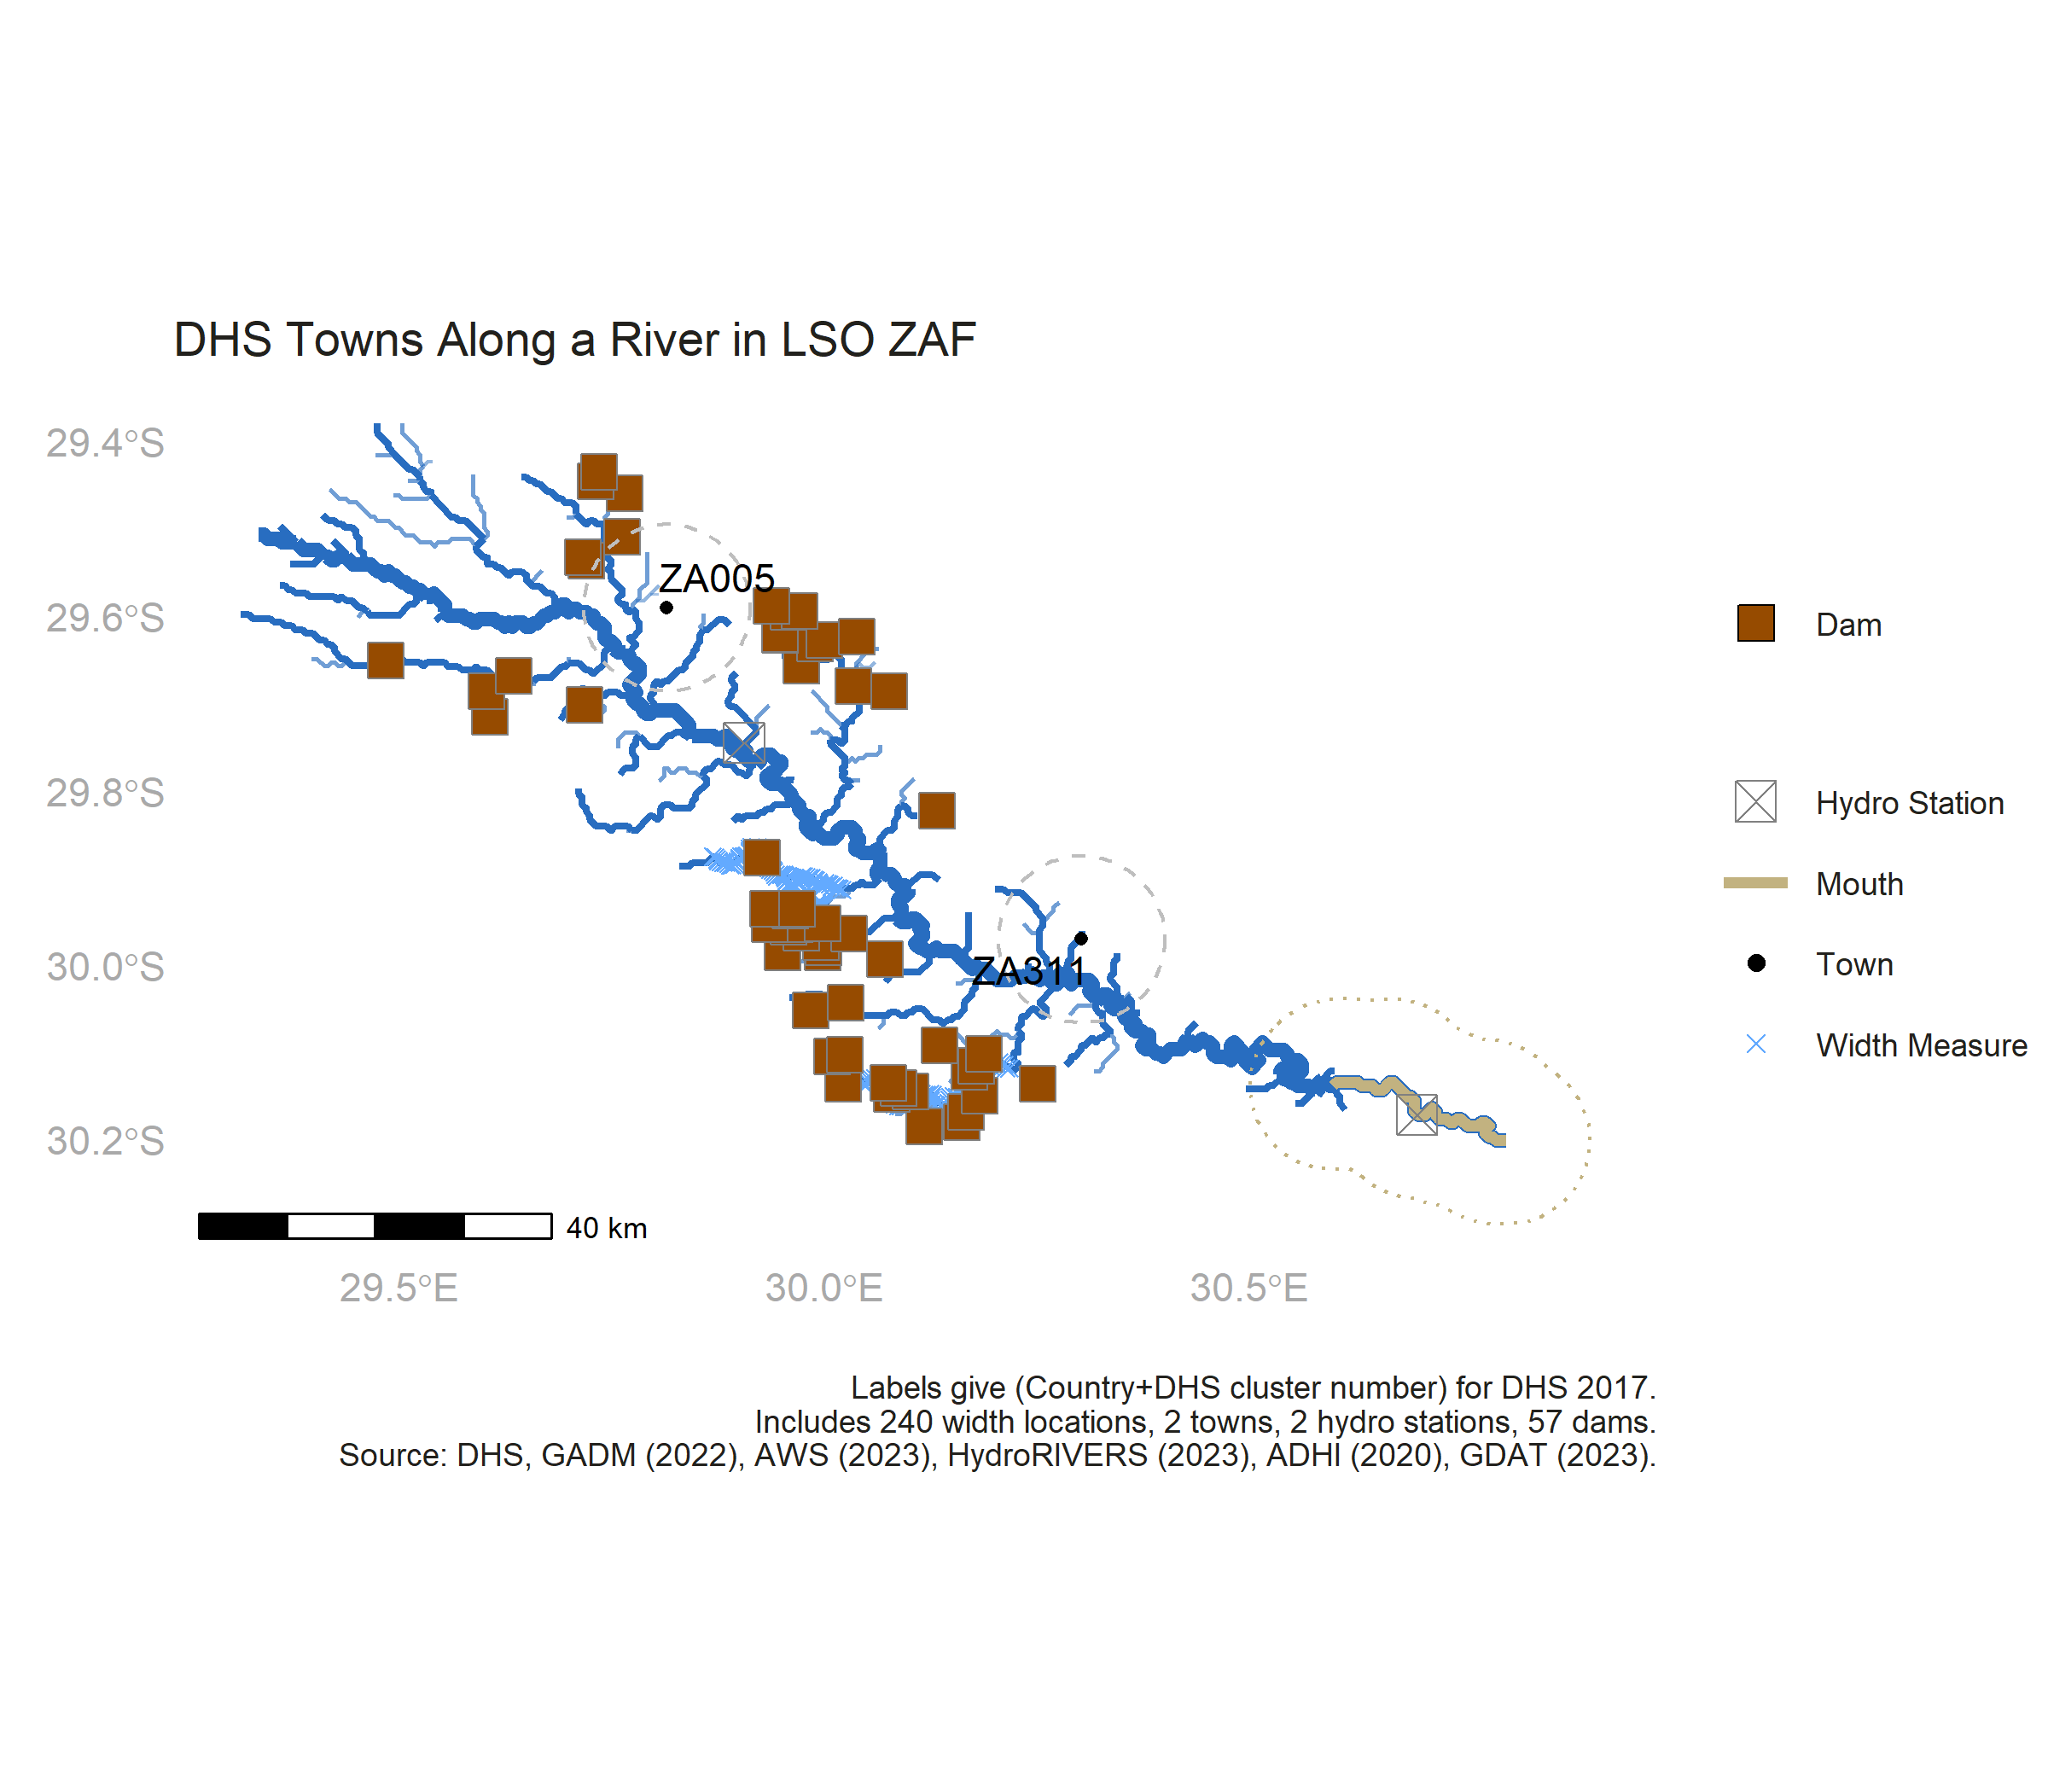 DHS Towns Along a River in LSO ZAF
29.4°S
29.6°S
29.8°S
30.0°S
30.2°S
ZA005
ZA311
40 km
29.5°E
30.0°E
30.5°E
Dam
Hydro Station
Mouth
Town
Width Measure
Labels give (Country+DHS cluster number) for DHS 2017.
Includes 240 width locations, 2 towns, 2 hydro stations, 57 dams.
Source: DHS, GADM (2022), AWS (2023), HydroRIVERS (2023), ADHI (2020), GDAT (2023).